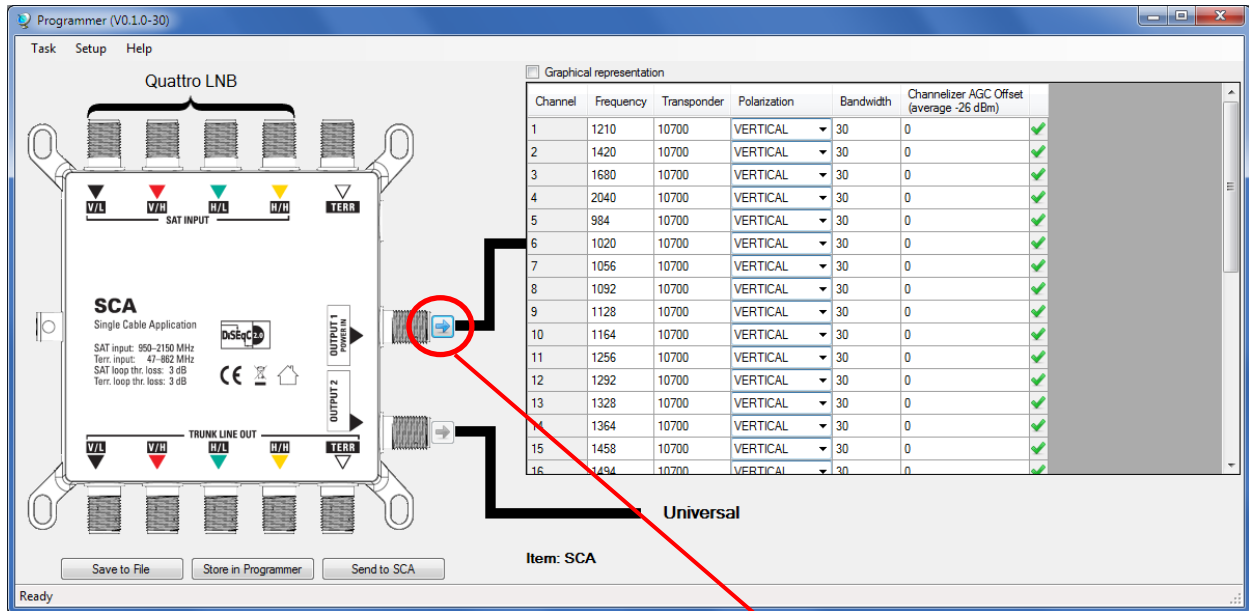 Programmer (V0.1.0-30)
Task Setup Help
Quattro LNB
V/L V/H H/L H/H TERR
SAT INPUT
SCA
Single Cable Application
DiSEqC 2.0
SAT input: 950–2150 MHz
Terr. input: 47–862 MHz
SAT loop thr. loss: 3 dB
Terr. loop thr. loss: 3 dB
CE
OUTPUT 1
POWER IN
OUTPUT 2
TRUNK LINE OUT
V/L V/H H/L H/H TERR
Graphical representation
Channel Frequency Transponder Polarization Bandwidth Channelizer AGC Offset
(average -26 dBm)
1 1210 10700 VERTICAL 30 0
2 1420 10700 VERTICAL 30 0
3 1680 10700 VERTICAL 30 0
4 2040 10700 VERTICAL 30 0
5 984 10700 VERTICAL 30 0
6 1020 10700 VERTICAL 30 0
7 1056 10700 VERTICAL 30 0
8 1092 10700 VERTICAL 30 0
9 1128 10700 VERTICAL 30 0
10 1164 10700 VERTICAL 30 0
11 1256 10700 VERTICAL 30 0
12 1292 10700 VERTICAL 30 0
13 1328 10700 VERTICAL 30 0
14 1364 10700 VERTICAL 30 0
15 1458 10700 VERTICAL 30 0
16 1494 10700 VERTICAL 30 0
Universal
Item: SCA
Save to File Store in Programmer Send to SCA
Ready